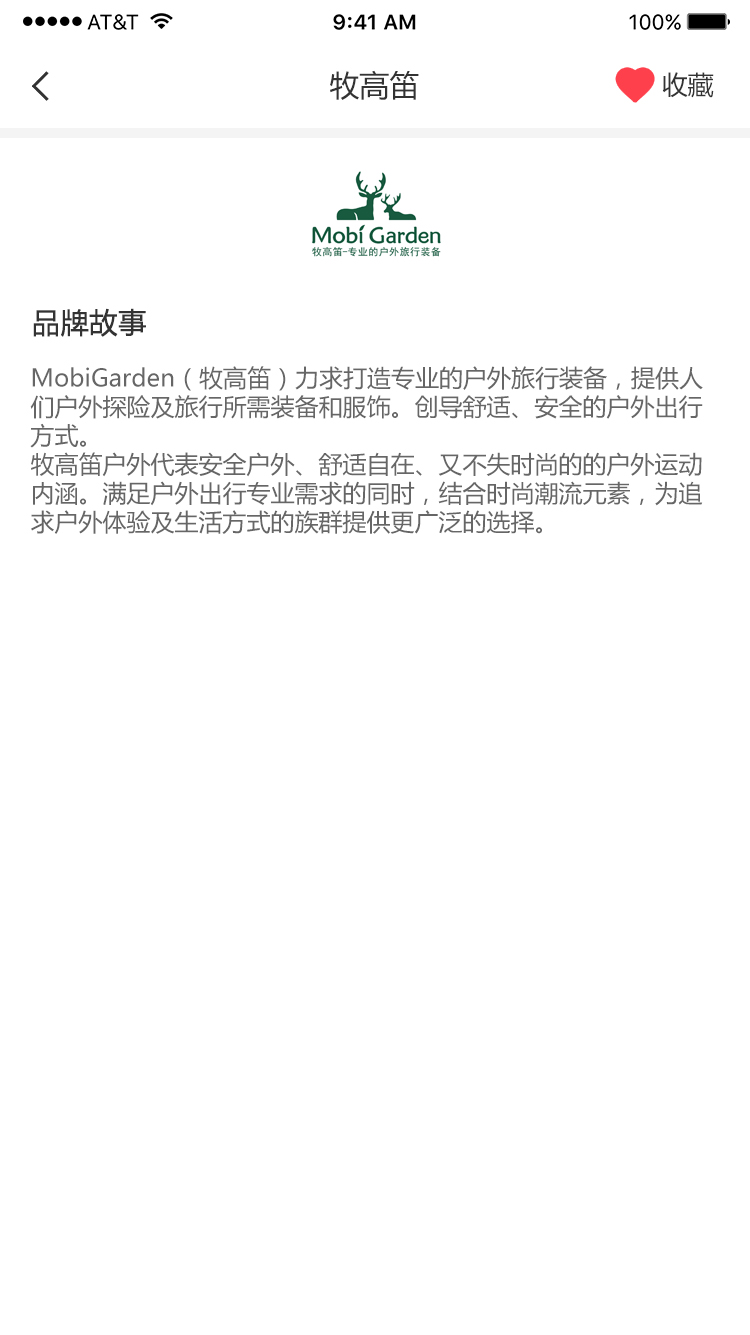 AT&T
9:41 AM
100%
牧高笛
收藏
Mobi Garden
牧高笛-专业的户外旅行装备
品牌故事
MobiGarden（牧高笛）力求打造专业的户外旅行装备，提供人
们户外探险及旅行所需装备和服饰。创导舒适、安全的户外出行
方式。
牧高笛户外代表安全户外、舒适自在、又不失时尚的的户外运动
内涵。满足户外出行专业需求的同时，结合时尚潮流元素，为追
求户外体验及生活方式的族群提供更广泛的选择。